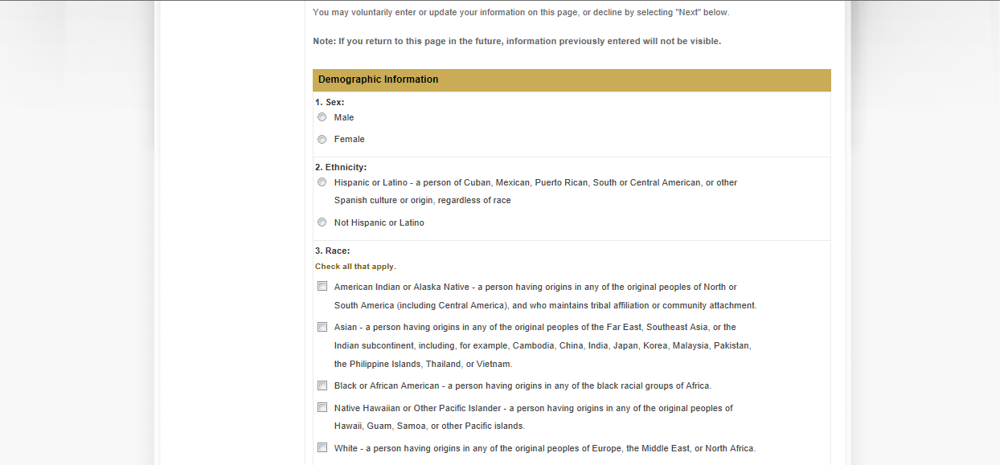 You may voluntarily enter or update your information on this page, or decline by selecting "Next" below.
Note: If you return to this page in the future, information previously entered will not be visible.
Demographic Information
1. Sex:
Male
Female
2. Ethnicity:
Hispanic or Latino - a person of Cuban, Mexican, Puerto Rican, South or Central American, or other
Spanish culture or origin, regardless of race
Not Hispanic or Latino
3. Race:
Check all that apply.
American Indian or Alaska Native - a person having origins in any of the original peoples of North or
South America (including Central America), and who maintains tribal affiliation or community attachment.
Asian - a person having origins in any of the original peoples of the Far East, Southeast Asia, or the
Indian subcontinent, including, for example, Cambodia, China, India, Japan, Korea, Malaysia, Pakistan,
the Philippine Islands, Thailand, or Vietnam.
Black or African American - a person having origins in any of the black racial groups of Africa.
Native Hawaiian or Other Pacific Islander - a person having origins in any of the original peoples of
Hawaii, Guam, Samoa, or other Pacific islands.
White - a person having origins in any of the original peoples of Europe, the Middle East, or North Africa.